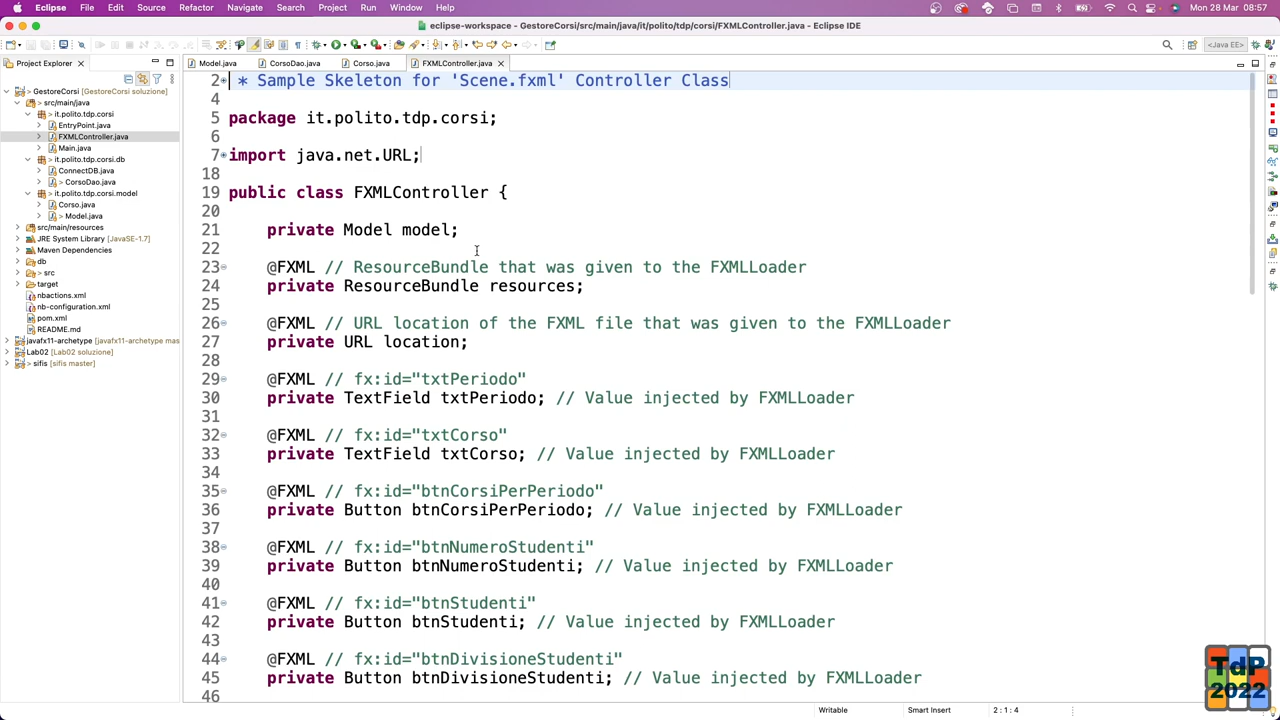 Eclipse File Edit Source Refactor Navigate Search Project Run Window Help Mon 28 Mar 08:57
eclipse-workspace - GestoreCorsi/src/main/java/it/polito/tdp/corsi/FXMLController.java - Eclipse IDE
<Java EE>
Project Explorer
Model.java CorsoDao.java Corso.java FXMLController.java
GestoreCorsi [GestoreCorsi soluzione]
src/main/java
it.polito.tdp.corsi
EntryPoint.java
FXMLController.java
Main.java
it.polito.tdp.corsi.db
ConnectDB.java
CorsoDao.java
it.polito.tdp.corsi.model
Corso.java
> Model.java
src/main/resources
JRE System Library [JavaSE-1.7]
Maven Dependencies
db
> src
target
nbactions.xml
nb-configuration.xml
pom.xml
README.md
javafx11-archetype [javafx11-archetype mas
Lab02 [Lab02 soluzione]
> sifis [sifis master]
2 * Sample Skeleton for 'Scene.fxml' Controller Class
4
5 package it.polito.tdp.corsi;
6
7 import java.net.URL;
18
19 public class FXMLController {
20
21 private Model model;
22
23 @FXML // ResourceBundle that was given to the FXMLLoader
24 private ResourceBundle resources;
25
26 @FXML // URL location of the FXML file that was given to the FXMLLoader
27 private URL location;
28
29 @FXML // fx:id="txtPeriodo"
30 private TextField txtPeriodo; // Value injected by FXMLLoader
31
32 @FXML // fx:id="txtCorso"
33 private TextField txtCorso; // Value injected by FXMLLoader
34
35 @FXML // fx:id="btnCorsiPerPeriodo"
36 private Button btnCorsiPerPeriodo; // Value injected by FXMLLoader
37
38 @FXML // fx:id="btnNumeroStudenti"
39 private Button btnNumeroStudenti; // Value injected by FXMLLoader
40
41 @FXML // fx:id="btnStudenti"
42 private Button btnStudenti; // Value injected by FXMLLoader
43
44 @FXML // fx:id="btnDivisioneStudenti"
45 private Button btnDivisioneStudenti; // Value injected by FXMLLoader
46
Writable Smart Insert 2 : 1 : 4
TdP
2022